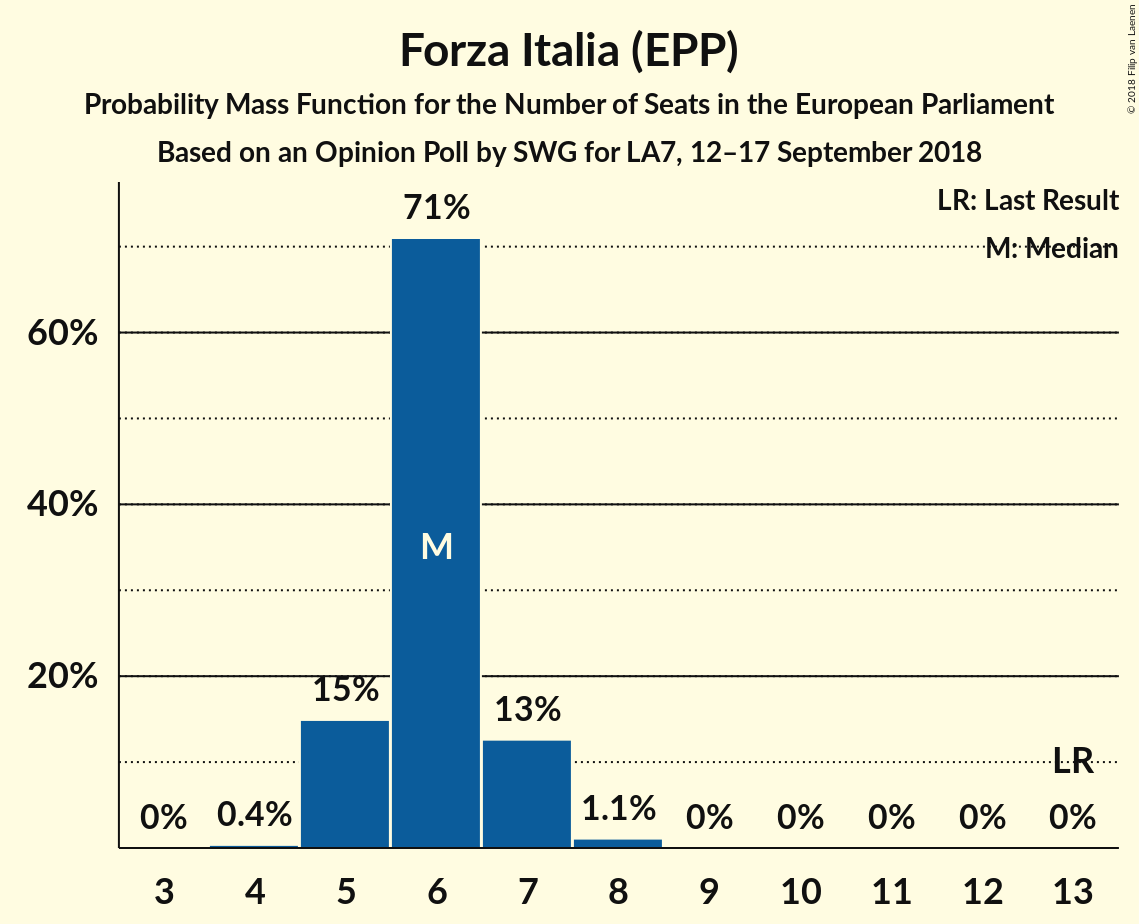 Forza Italia (EPP)
Probability Mass Function for the Number of Seats in the European Parliament
Based on an Opinion Poll by SWG for LA7, 12–17 September 2018
© 2018 Filip van Laenen
LR: Last Result
M: Median
71%
60%
40%
M
20%
15%
13%
LR
0% 0.4% 1.1% 0% 0% 0% 0% 0%
3 4 5 6 7 8 9 10 11 12 13